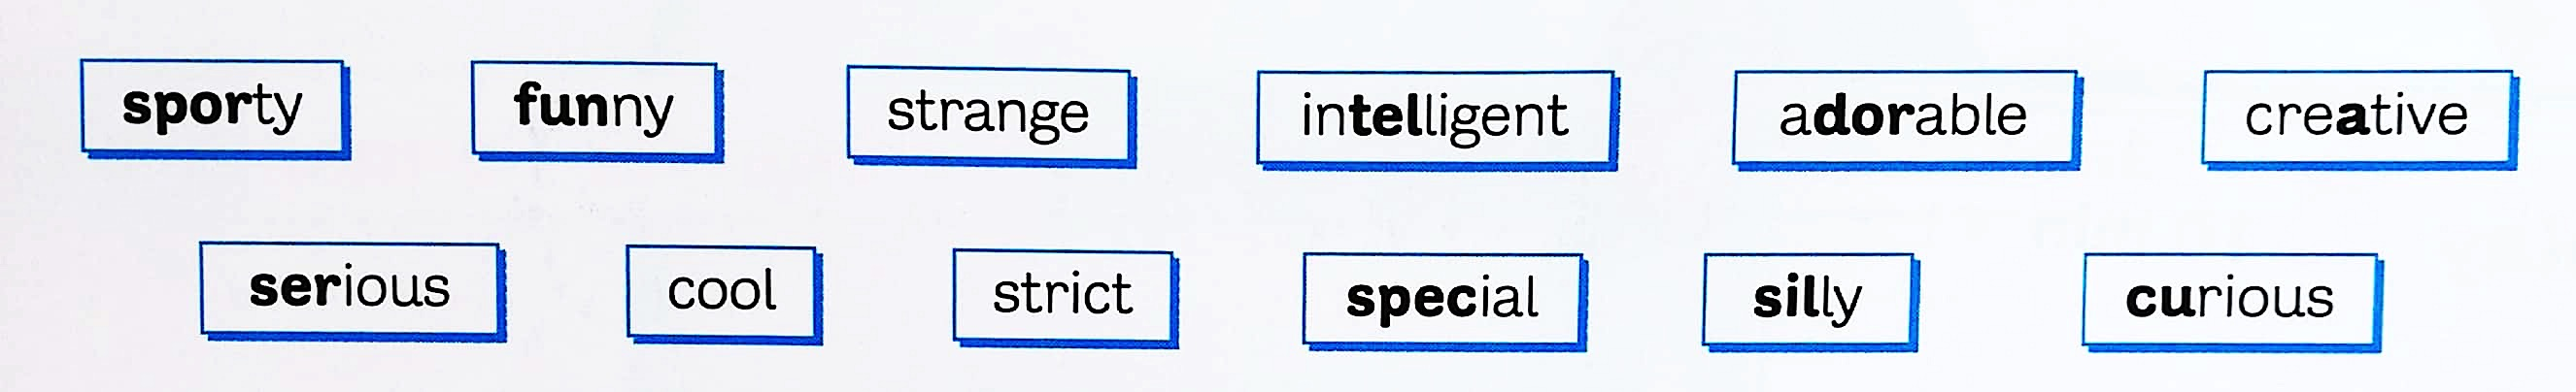 sporty funny strange intelligent adorable creative
serious cool strict special silly curious